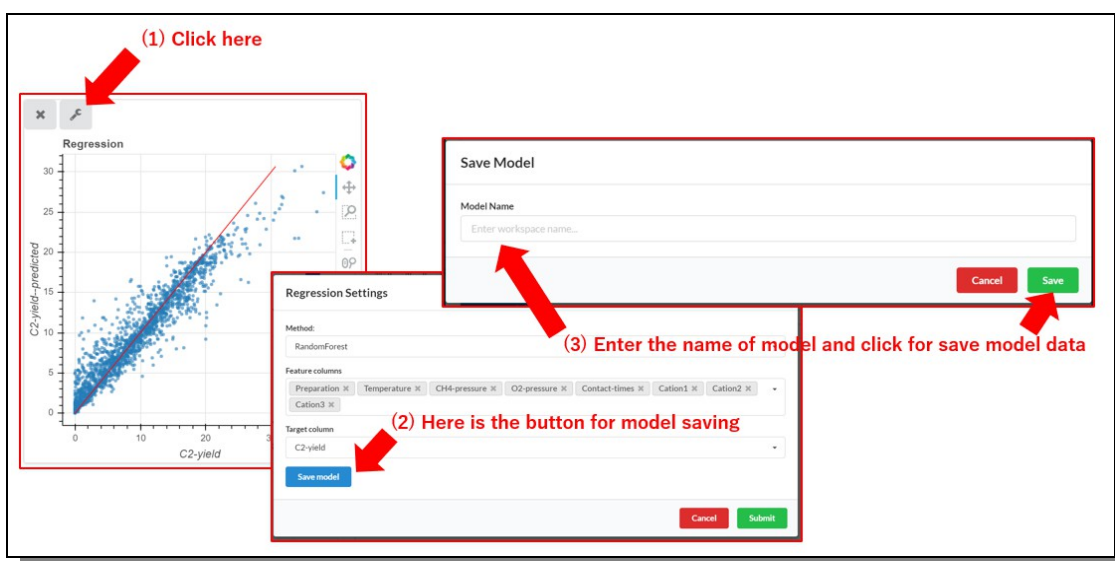 (1) Click here
Regression
30
25
20
15
10
5
0
C2-yield--predicted
0
10
20
3
C2-yield
Save Model
Model Name
Enter workspace name...
Cancel
Save
(3) Enter the name of model and click for save model data
Regression Settings
Method:
RandomForest
Feature columns
Preparation × Temperature × CH4-pressure × O2-pressure × Contact-times × Cation1 × Cation2 ×
Cation3 ×
(2) Here is the button for model saving
Target column
C2-yield
Save model
Cancel
Submit